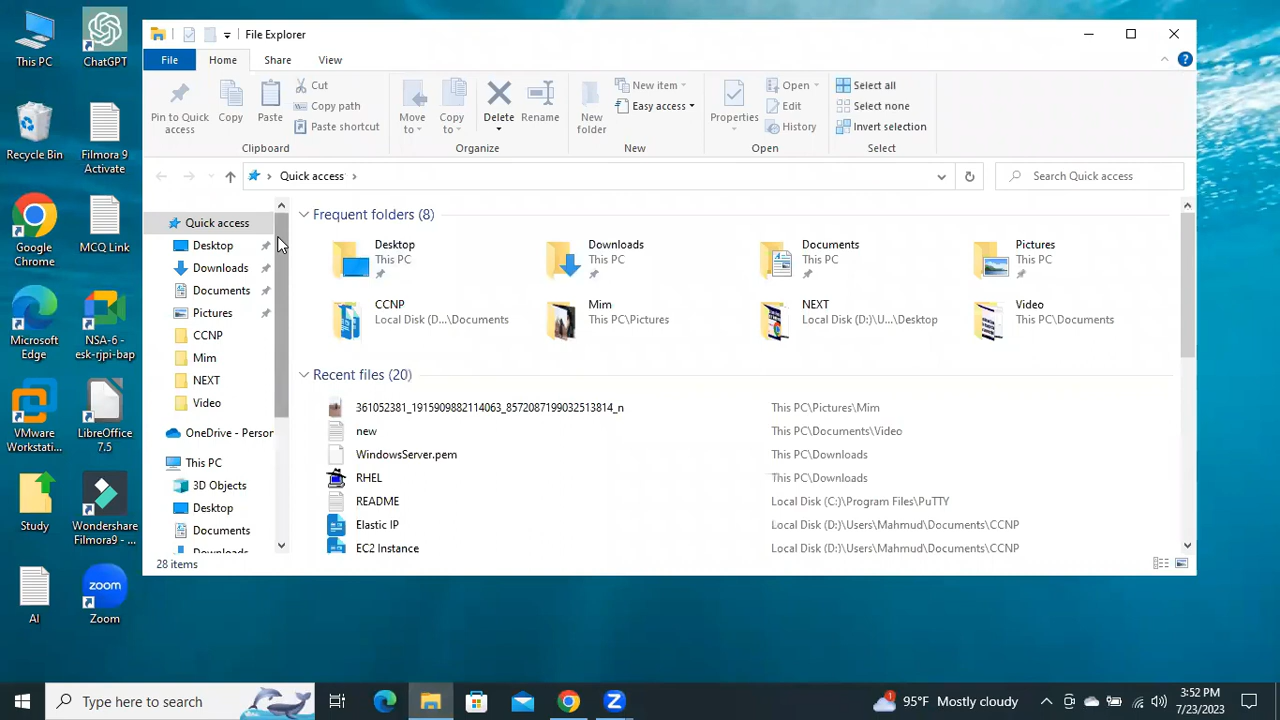 This PC
ChatGPT
Recycle Bin
Filmora 9
Activate
Google
Chrome
MCQ Link
Microsoft
Edge
NSA-6 -
esk-rjpi-bap
VMware
Workstati...
LibreOffice
7.5
Study
Wondershare
Filmora9 - ...
AI
Zoom
File Explorer
File
Home
Share
View
Pin to Quick
access
Copy
Paste
Cut
Copy path
Paste shortcut
Clipboard
Move
to
Copy
to
Delete
Rename
Organize
New
folder
New item
Easy access
New
Properties
Open
Edit
History
Open
Select all
Select none
Invert selection
Select
Quick access
Search Quick access
Quick access
Desktop
Downloads
Documents
Pictures
CCNP
Mim
NEXT
Video
OneDrive - Person
This PC
3D Objects
Desktop
Documents
Downloads
Frequent folders (8)
Desktop
This PC
Downloads
This PC
Documents
This PC
Pictures
This PC
CCNP
Local Disk (D...\Documents
Mim
This PC\Pictures
NEXT
Local Disk (D:)\U...\Desktop
Video
This PC\Documents
Recent files (20)
361052381_1915909882114063_8572087199032513814_n This PC\Pictures\Mim
new This PC\Documents\Video
WindowsServer.pem This PC\Downloads
RHEL This PC\Downloads
README Local Disk (C:)\Program Files\PuTTY
Elastic IP Local Disk (D:)\Users\Mahmud\Documents\CCNP
EC2 Instance Local Disk (D:)\Users\Mahmud\Documents\CCNP
28 items
Type here to search
95°F Mostly cloudy
3:52 PM
7/23/2023